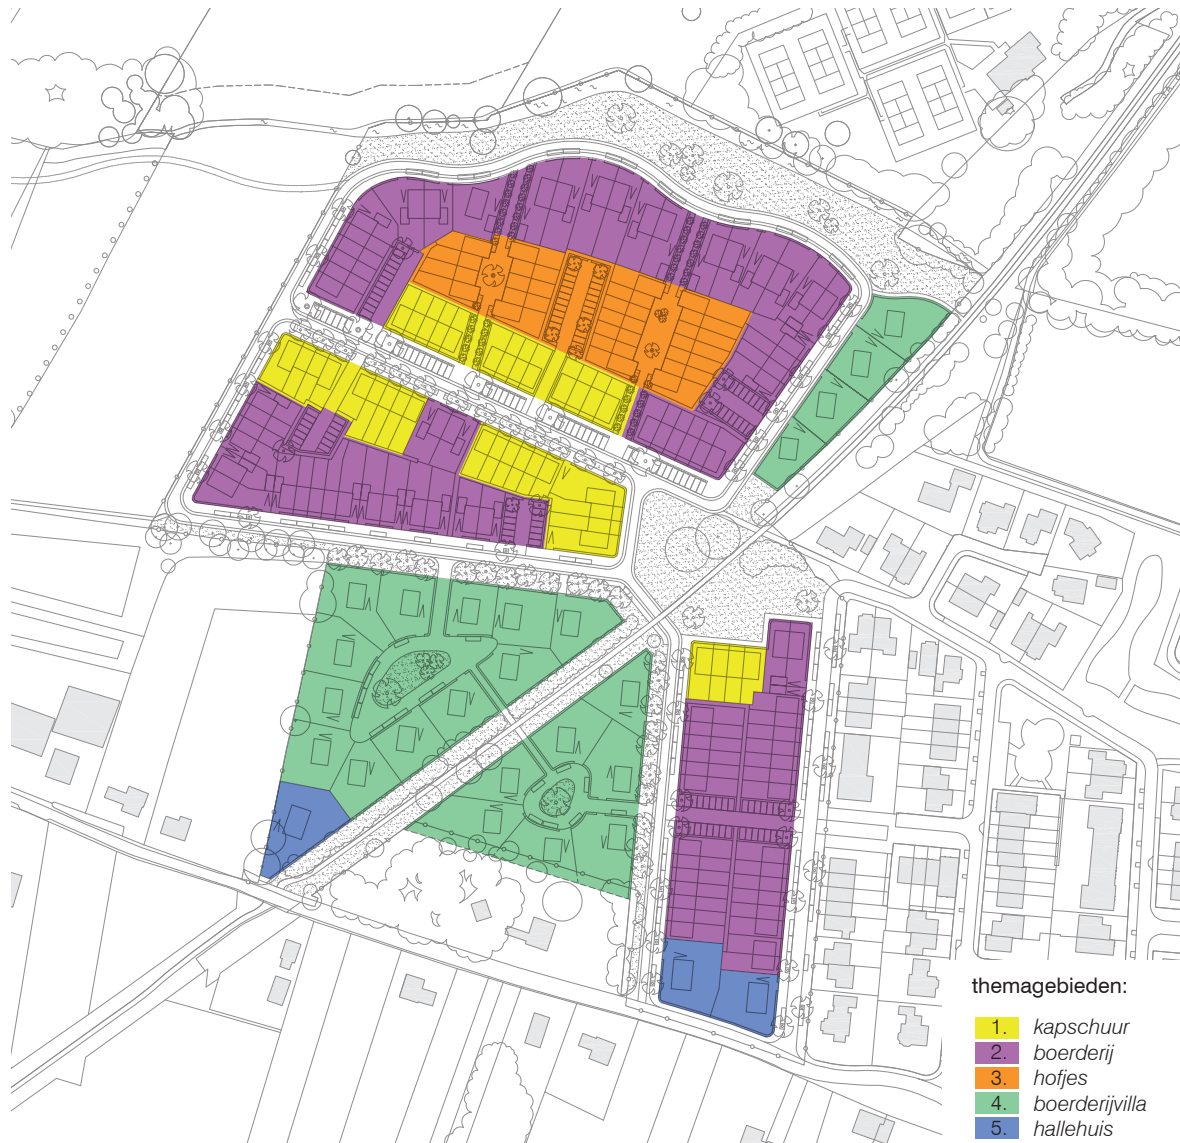 themagebieden:
1. kapschuur
2. boerderij
3. hofjes
4. boerderijvilla
5. hallehuis